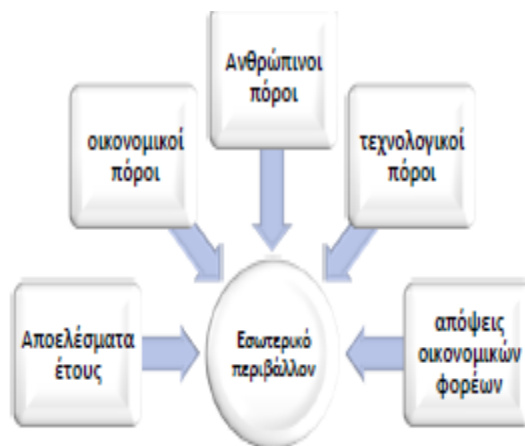 Ανθρώπινοι
πόροι
οικονομικοί
πόροι
τεχνολογικοί
πόροι
Αποελέσματα
έτους
Εσωτερικό
περιβάλλον
απόψεις
οικονομικών
φορέων